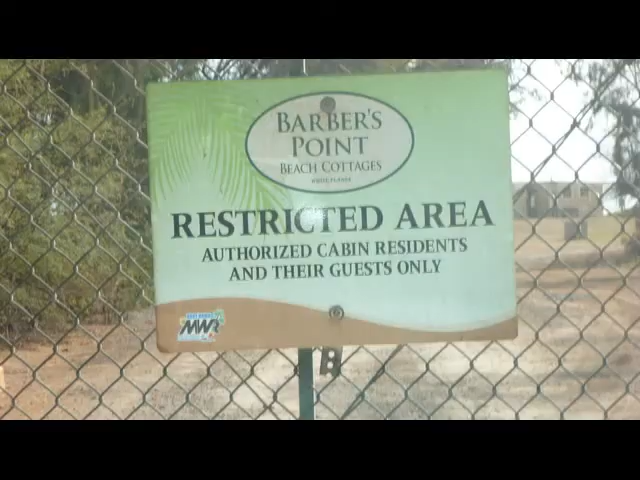 BARBER'S
POINT
BEACH COTTAGES
RESTRICTED AREA
AUTHORIZED CABIN RESIDENTS
AND THEIR GUESTS ONLY
MWR